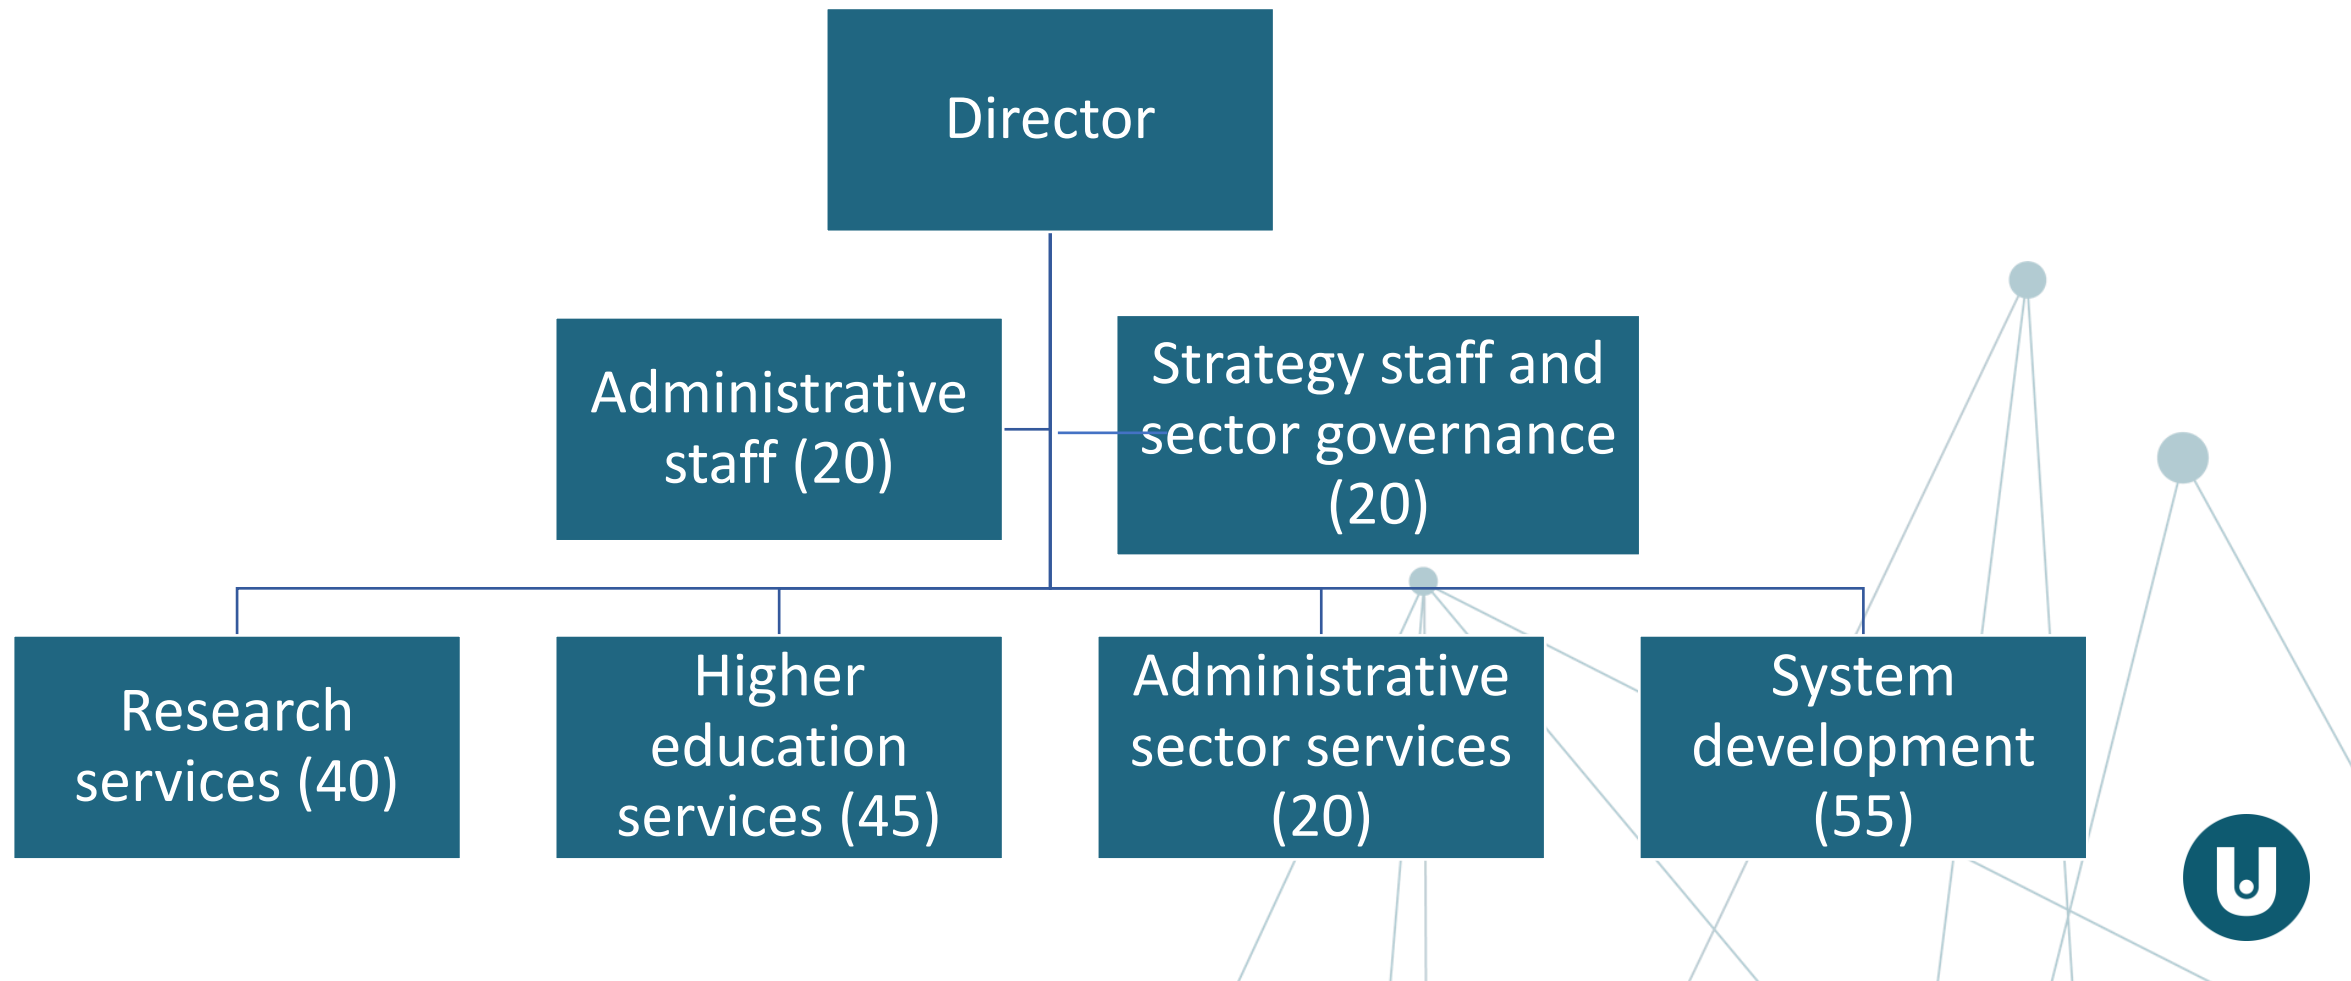 Director
Administrative
staff (20)
Strategy staff and
sector governance
(20)
Research
services (40)
Higher
education
services (45)
Administrative
sector services
(20)
System
development
(55)
U